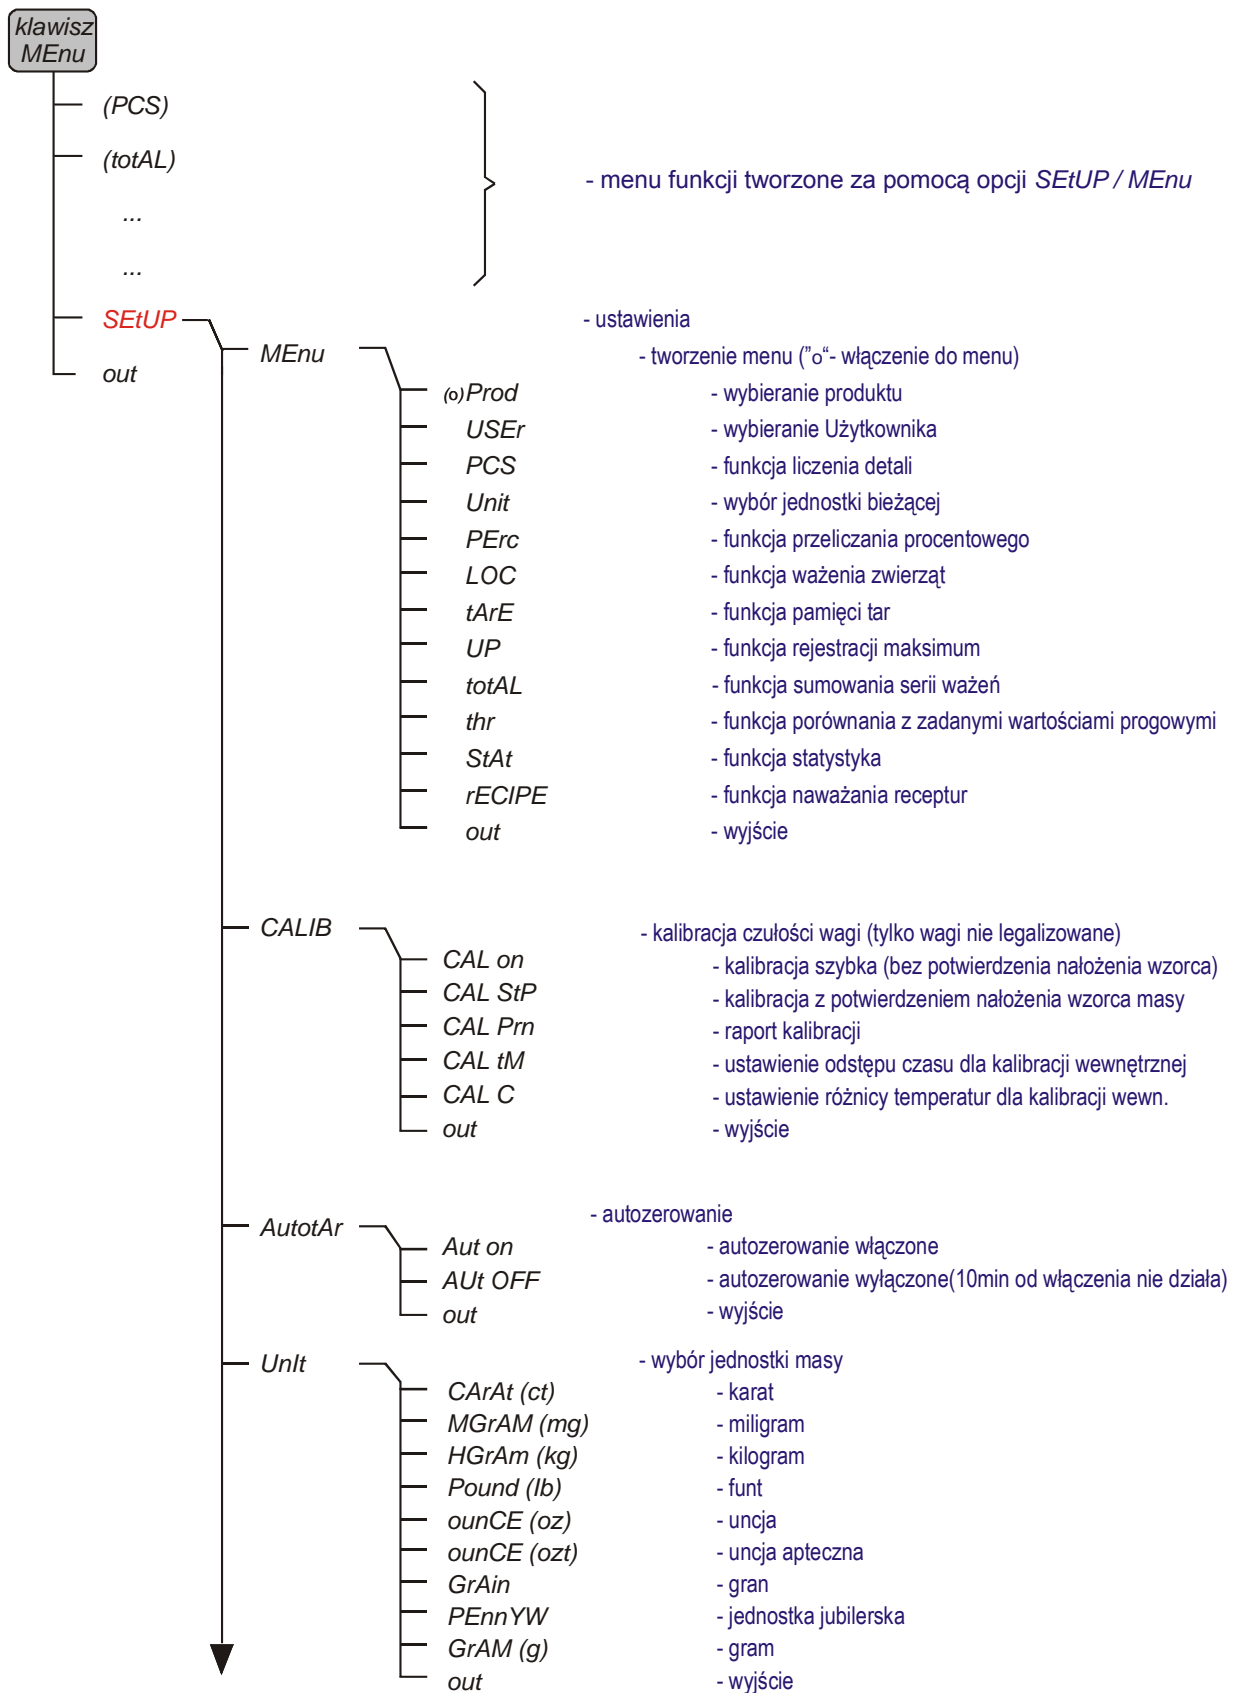 klawisz
MEnu
(PCS)
(totAL)
- menu funkcji tworzone za pomocą opcji SEtUP / MEnu
...
...
SEtUP - ustawienia
MEnu - tworzenie menu ("o"- włączenie do menu)
out
(o)Prod - wybieranie produktu
USEr - wybieranie Użytkownika
PCS - funkcja liczenia detali
Unit - wybór jednostki bieżącej
PErc - funkcja przeliczania procentowego
LOC - funkcja ważenia zwierząt
tArE - funkcja pamięci tar
UP - funkcja rejestracji maksimum
totAL - funkcja sumowania serii ważeń
thr - funkcja porównania z zadanymi wartościami progowymi
StAt - funkcja statystyka
rECIPE - funkcja naważania receptur
out - wyjście
CALIB - kalibracja czułości wagi (tylko wagi nie legalizowane)
CAL on - kalibracja szybka (bez potwierdzenia nałożenia wzorca)
CAL StP - kalibracja z potwierdzeniem nałożenia wzorca masy
CAL Prn - raport kalibracji
CAL tM - ustawienie odstępu czasu dla kalibracji wewnętrznej
CAL C - ustawienie różnicy temperatur dla kalibracji wewn.
out - wyjście
AutotAr - autozerowanie
Aut on - autozerowanie włączone
AUt OFF - autozerowanie wyłączone(10min od włączenia nie działa)
out - wyjście
UnIt - wybór jednostki masy
CArAt (ct) - karat
MGrAM (mg) - miligram
HGrAm (kg) - kilogram
Pound (lb) - funt
ounCE (oz) - uncja
ounCE (ozt) - uncja apteczna
GrAin - gran
PEnnYW - jednostka jubilerska
GrAM (g) - gram
out - wyjście